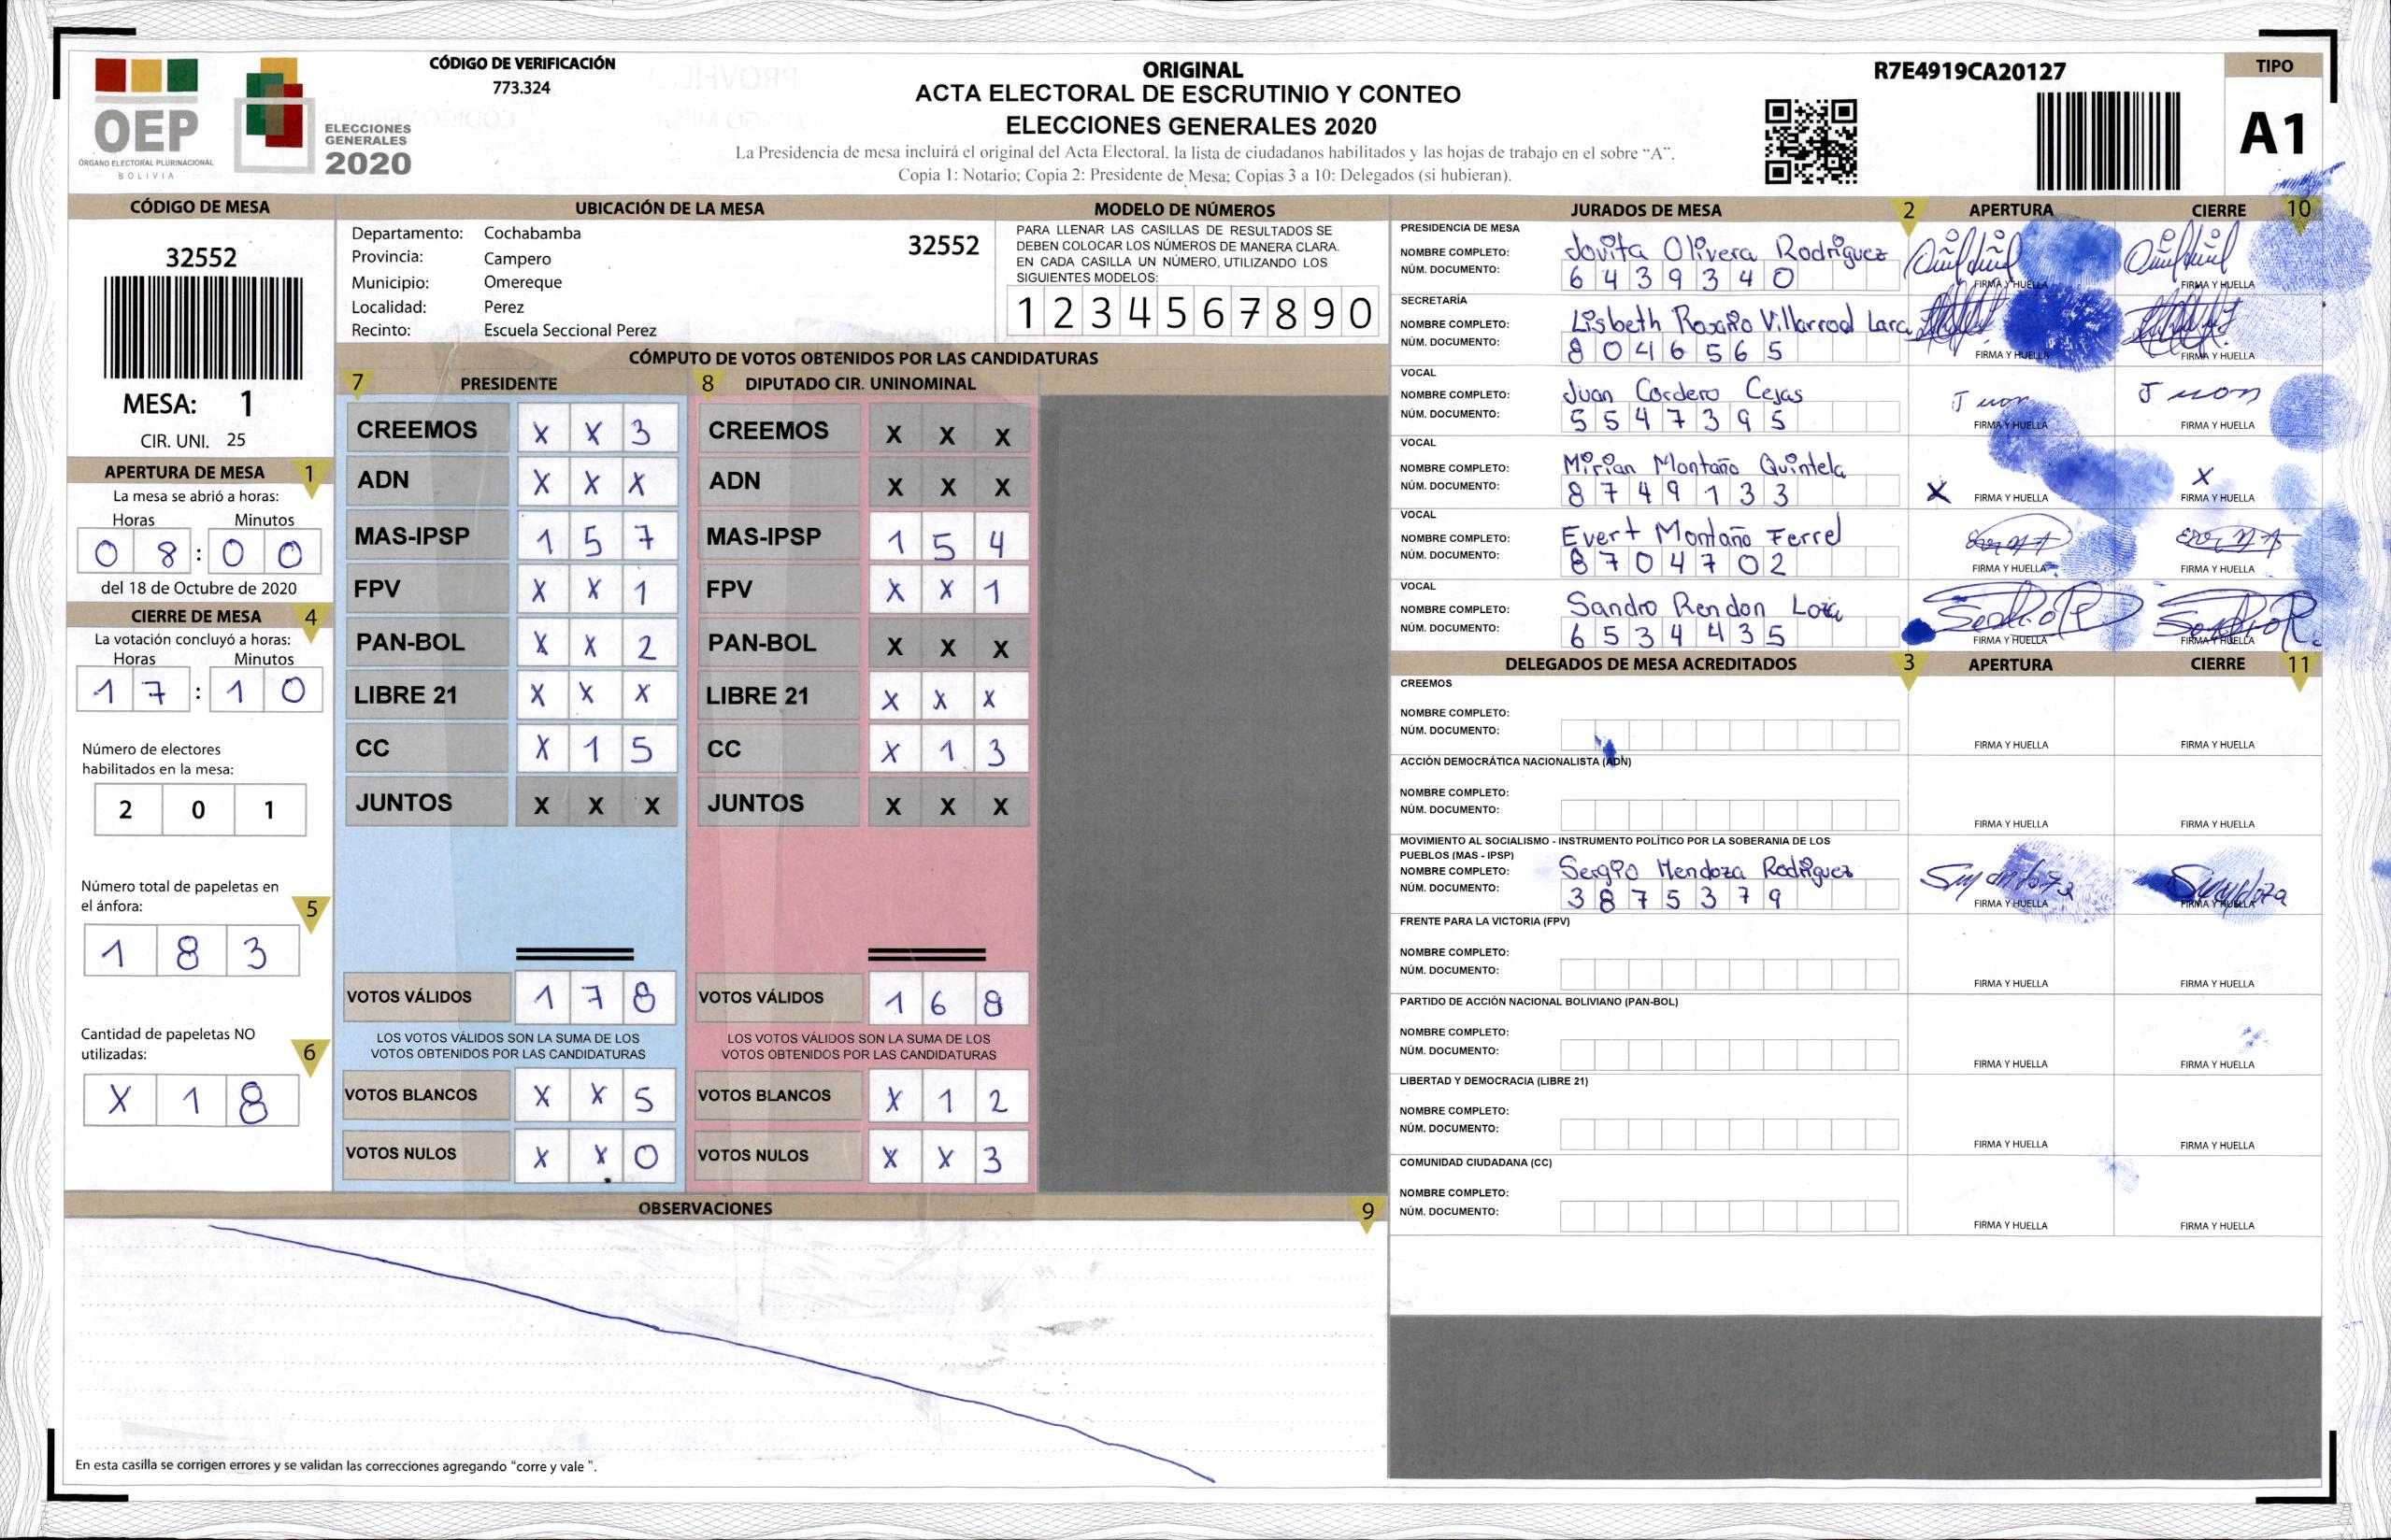 CÓDIGO DE VERIFICACIÓN
773.324
ORIGINAL
ACTA ELECTORAL DE ESCRUTINIO Y CONTEO
ELECCIONES GENERALES 2020
La Presidencia de mesa incluirá el original del Acta Electoral. la lista de ciudadanos habilitados y las hojas de trabajo en el sobre "A".
Copia 1: Notario; Copia 2: Presidente de Mesa; Copias 3 a 10: Delegados (si hubieran).
R7E4919CA20127
TIPO
A1
OEP
ÓRGANO ELECTORAL PLURINACIONAL
BOLIVIA
ELECCIONES
GENERALES
2020
CÓDIGO DE MESA
32552
MESA: 1
CIR. UNI. 25
APERTURA DE MESA 1
La mesa se abrió a horas:
Horas Minutos
0 8 : 0 0
del 18 de Octubre de 2020
CIERRE DE MESA 4
La votación concluyó a horas:
Horas Minutos
1 7 : 1 0
Número de electores
habilitados en la mesa:
2 0 1
Número total de papeletas en
el ánfora: 5
1 8 3
Cantidad de papeletas NO
utilizadas: 6
X 1 8
UBICACIÓN DE LA MESA
Departamento: Cochabamba
32552
Provincia: Campero
Municipio: Omereque
Localidad: Perez
Recinto: Escuela Seccional Perez
MODELO DE NÚMEROS
PARA LLENAR LAS CASILLAS DE RESULTADOS SE
DEBEN COLOCAR LOS NÚMEROS DE MANERA CLARA.
EN CADA CASILLA UN NÚMERO, UTILIZANDO LOS
SIGUIENTES MODELOS:
1 2 3 4 5 6 7 8 9 0
CÓMPUTO DE VOTOS OBTENIDOS POR LAS CANDIDATURAS
7 PRESIDENTE
CREEMOS X X 3
ADN X X X
MAS-IPSP 1 5 7
FPV X X 1
PAN-BOL X X 2
LIBRE 21 X X X
CC X 1 5
JUNTOS X X X
VOTOS VÁLIDOS 1 7 8
LOS VOTOS VÁLIDOS SON LA SUMA DE LOS
VOTOS OBTENIDOS POR LAS CANDIDATURAS
VOTOS BLANCOS X X 5
VOTOS NULOS X X 0
8 DIPUTADO CIR. UNINOMINAL
CREEMOS X X X
ADN X X X
MAS-IPSP 1 5 4
FPV X X 1
PAN-BOL X X X
LIBRE 21 X X X
CC X 1 3
JUNTOS X X X
VOTOS VÁLIDOS 1 6 8
LOS VOTOS VÁLIDOS SON LA SUMA DE LOS
VOTOS OBTENIDOS POR LAS CANDIDATURAS
VOTOS BLANCOS X 1 2
VOTOS NULOS X X 3
OBSERVACIONES 9
En esta casilla se corrigen errores y se validan las correcciones agregando "corre y vale ".
JURADOS DE MESA 2 APERTURA CIERRE 10
PRESIDENCIA DE MESA
NOMBRE COMPLETO: Jovita Olivera Rodriguez
NÚM. DOCUMENTO: 6 4 3 9 3 4 0
FIRMA Y HUELLA FIRMA Y HUELLA
SECRETARÍA
NOMBRE COMPLETO: Lisbeth Rosario Villarroel Lara
NÚM. DOCUMENTO: 8 0 4 6 5 6 5
FIRMA Y HUELLA FIRMA Y HUELLA
VOCAL
NOMBRE COMPLETO: Juan Cordero Cejas
Juan Juan
NÚM. DOCUMENTO: 5 5 4 7 3 9 5
FIRMA Y HUELLA FIRMA Y HUELLA
VOCAL
NOMBRE COMPLETO: Mirian Montaño Quintela
NÚM. DOCUMENTO: 8 7 4 9 1 3 3
X X
FIRMA Y HUELLA FIRMA Y HUELLA
VOCAL
NOMBRE COMPLETO: Evert Montaño Ferrel
NÚM. DOCUMENTO: 8 7 0 4 7 0 2
FIRMA Y HUELLA FIRMA Y HUELLA
VOCAL
NOMBRE COMPLETO: Sandro Rendon Loza
NÚM. DOCUMENTO: 6 5 3 4 4 3 5
FIRMA Y HUELLA FIRMA Y HUELLA
DELEGADOS DE MESA ACREDITADOS 3 APERTURA CIERRE 11
CREEMOS
NOMBRE COMPLETO:
NÚM. DOCUMENTO:
FIRMA Y HUELLA FIRMA Y HUELLA
ACCIÓN DEMOCRÁTICA NACIONALISTA (ADN)
NOMBRE COMPLETO:
NÚM. DOCUMENTO:
FIRMA Y HUELLA FIRMA Y HUELLA
MOVIMIENTO AL SOCIALISMO - INSTRUMENTO POLÍTICO POR LA SOBERANIA DE LOS
PUEBLOS (MAS - IPSP)
NOMBRE COMPLETO: Sergio Mendoza Rodriguez
NÚM. DOCUMENTO: 3 8 7 5 3 7 9
FIRMA Y HUELLA FIRMA Y HUELLA
FRENTE PARA LA VICTORIA (FPV)
NOMBRE COMPLETO:
NÚM. DOCUMENTO:
FIRMA Y HUELLA FIRMA Y HUELLA
PARTIDO DE ACCIÓN NACIONAL BOLIVIANO (PAN-BOL)
NOMBRE COMPLETO:
NÚM. DOCUMENTO:
FIRMA Y HUELLA FIRMA Y HUELLA
LIBERTAD Y DEMOCRACIA (LIBRE 21)
NOMBRE COMPLETO:
NÚM. DOCUMENTO:
FIRMA Y HUELLA FIRMA Y HUELLA
COMUNIDAD CIUDADANA (CC)
NOMBRE COMPLETO:
NÚM. DOCUMENTO:
FIRMA Y HUELLA FIRMA Y HUELLA